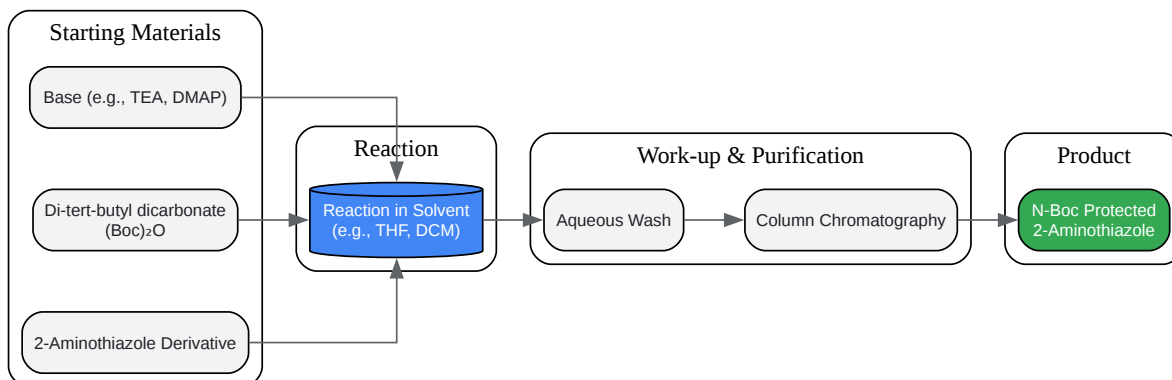 Starting Materials
Base (e.g., TEA, DMAP)
Di-tert-butyl dicarbonate
(Boc)₂O
2-Aminothiazole Derivative
Reaction
Reaction in Solvent
(e.g., THF, DCM)
Work-up & Purification
Aqueous Wash
Column Chromatography
Product
N-Boc Protected
2-Aminothiazole